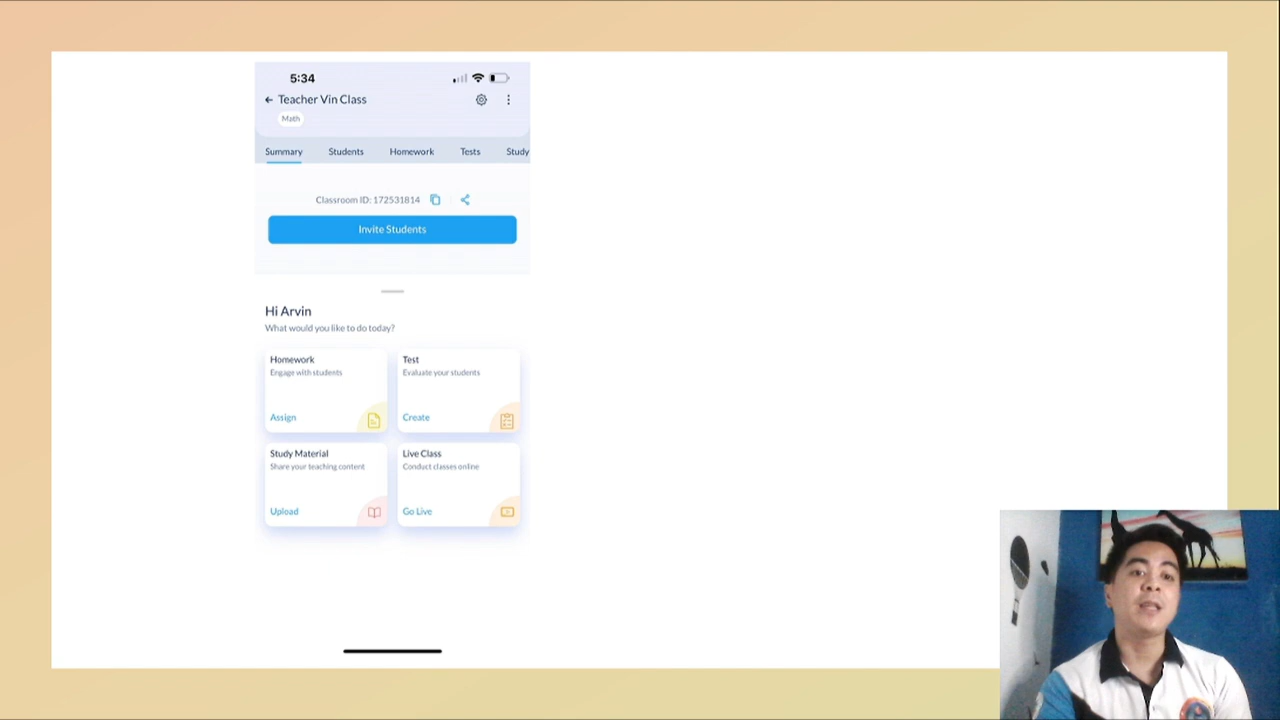 5:34
Teacher Vin Class
Math
Summary Students Homework Tests Study
Classroom ID: 172531814
Invite Students
Hi Arvin
What would you like to do today?
Homework
Engage with students
Assign
Test
Evaluate your students
Create
Study Material
Share your teaching content
Upload
Live Class
Conduct classes online
Go Live